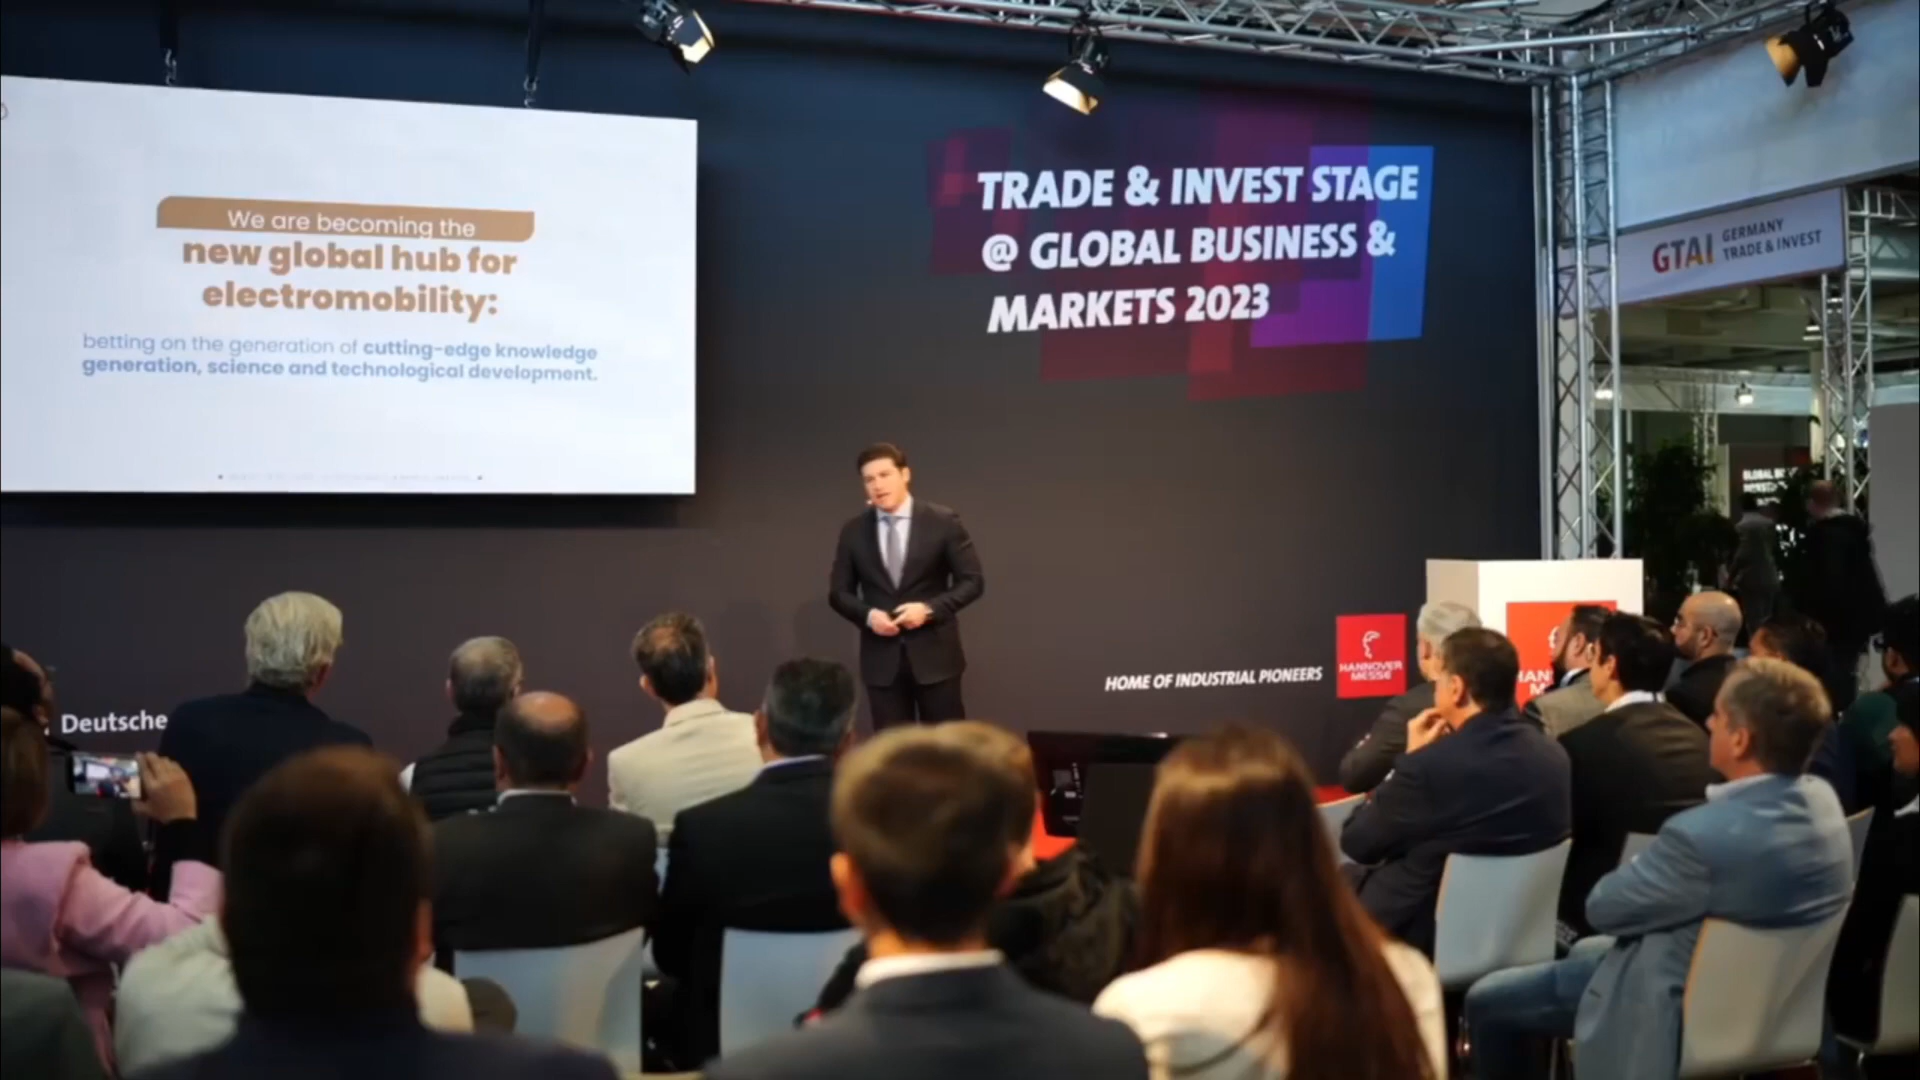 We are becoming the
new global hub for
electromobility:
betting on the generation of cutting-edge knowledge
generation, science and technological development.
TRADE & INVEST STAGE
@ GLOBAL BUSINESS &
MARKETS 2023
GTAI GERMANY
TRADE & INVEST
HOME OF INDUSTRIAL PIONEERS
HANNOVER
MESSE
Deutsche